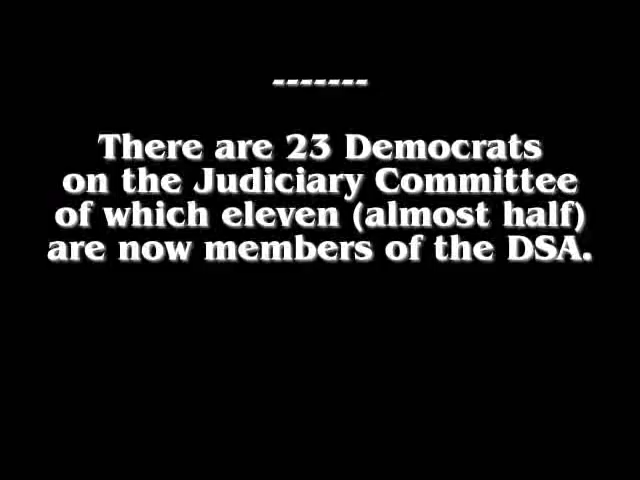 -------
There are 23 Democrats
on the Judiciary Committee
of which eleven (almost half)
are now members of the DSA.